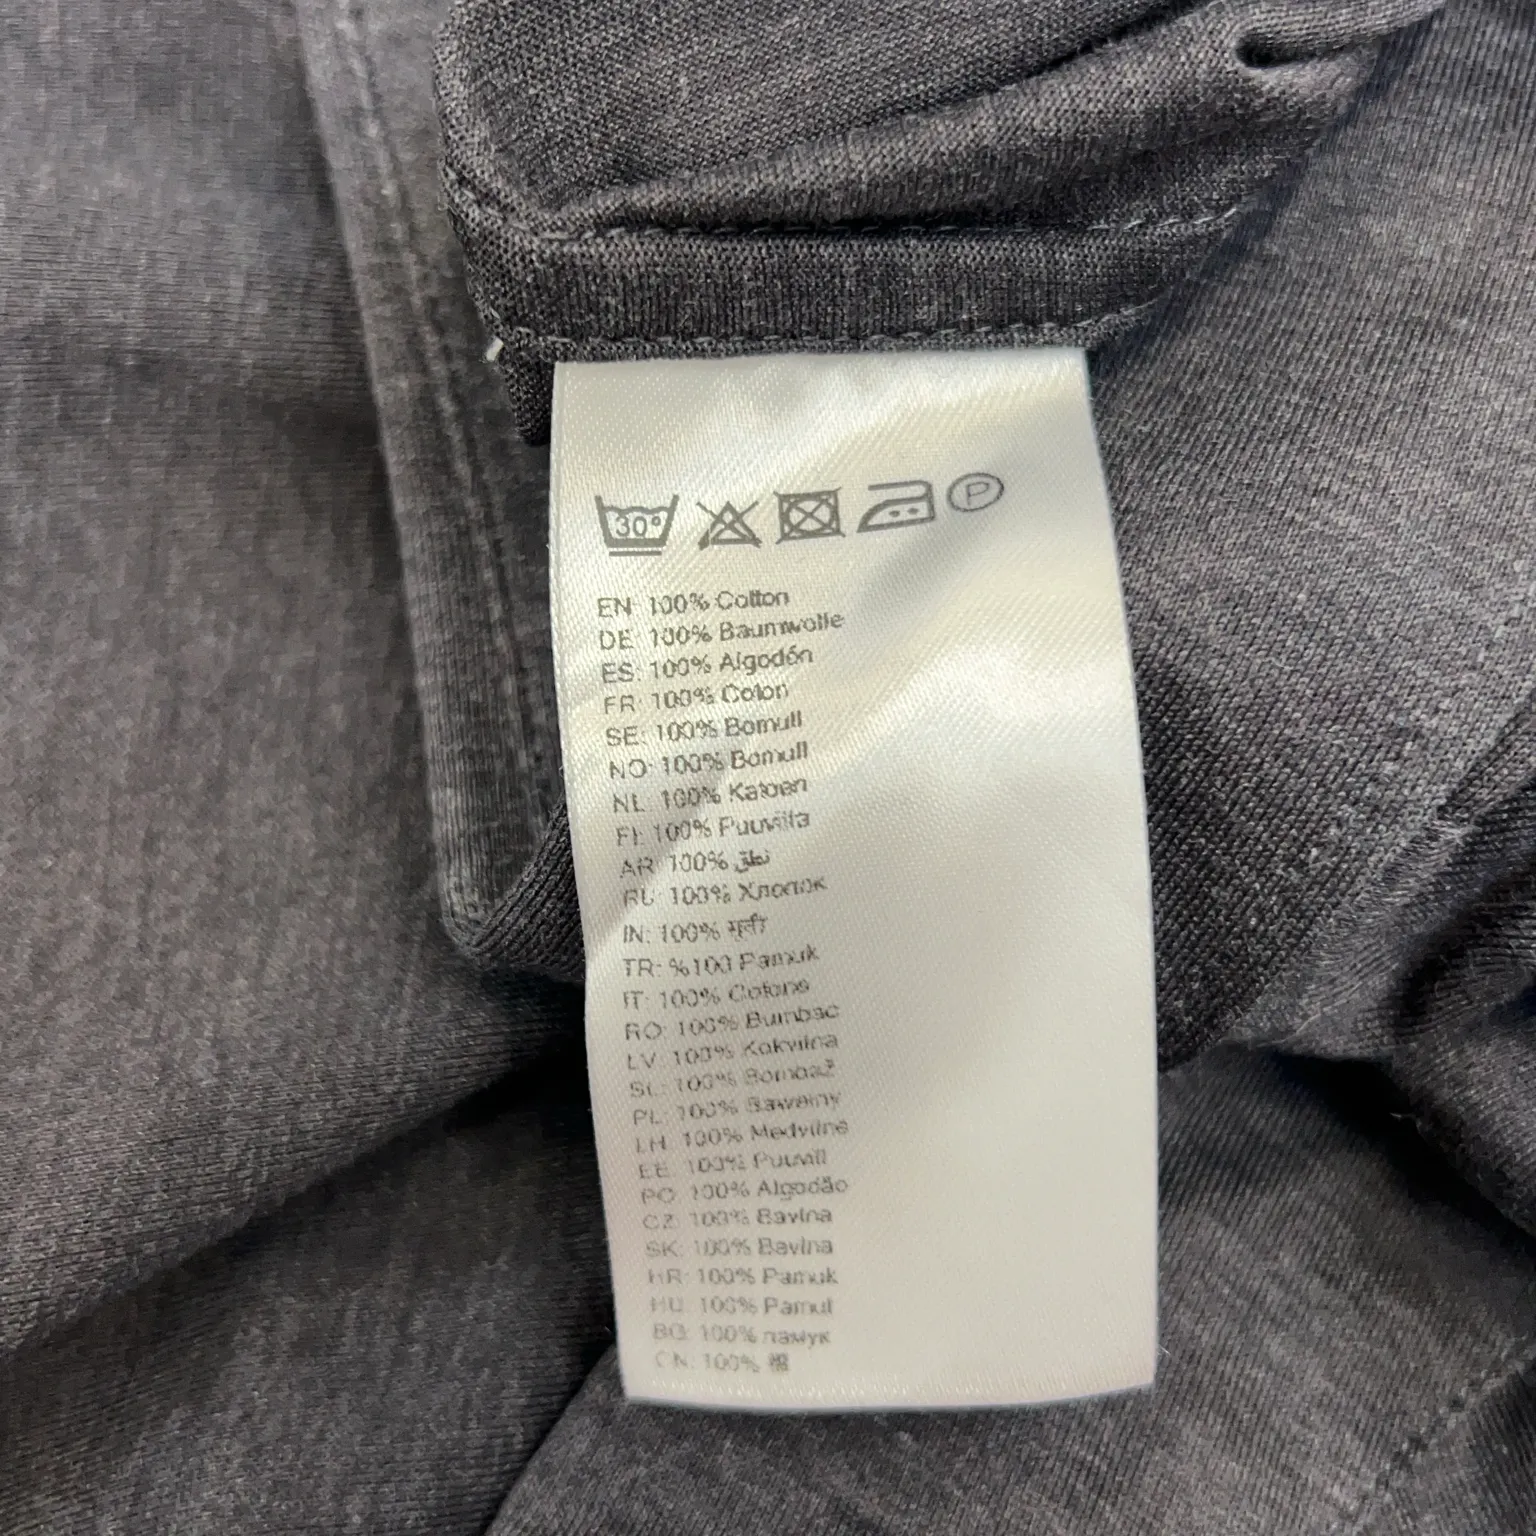 30°
P
EN: 100% Cotton
DE: 100% Baumwolle
ES: 100% Algodón
FR: 100% Coton
SE: 100% Bomull
NO: 100% Bomull
NL: 100% Katoen
FI: 100% Puuvilla
AR: 100% نطق
RU: 100% Хлопок
IN: 100% सूती
TR: %100 Pamuk
IT: 100% Cotone
RO: 100% Bumbac
LV: 100% Kokvilna
SL: 100% Bombaž
PL: 100% Bawełny
LH: 100% Medvilnė
EE: 100% Puuvill
PO: 100% Algodão
CZ: 100% Bavlna
SK: 100% Bavlna
HR: 100% Pamuk
HU: 100% Pamut
BG: 100% памук
CN: 100% 棉